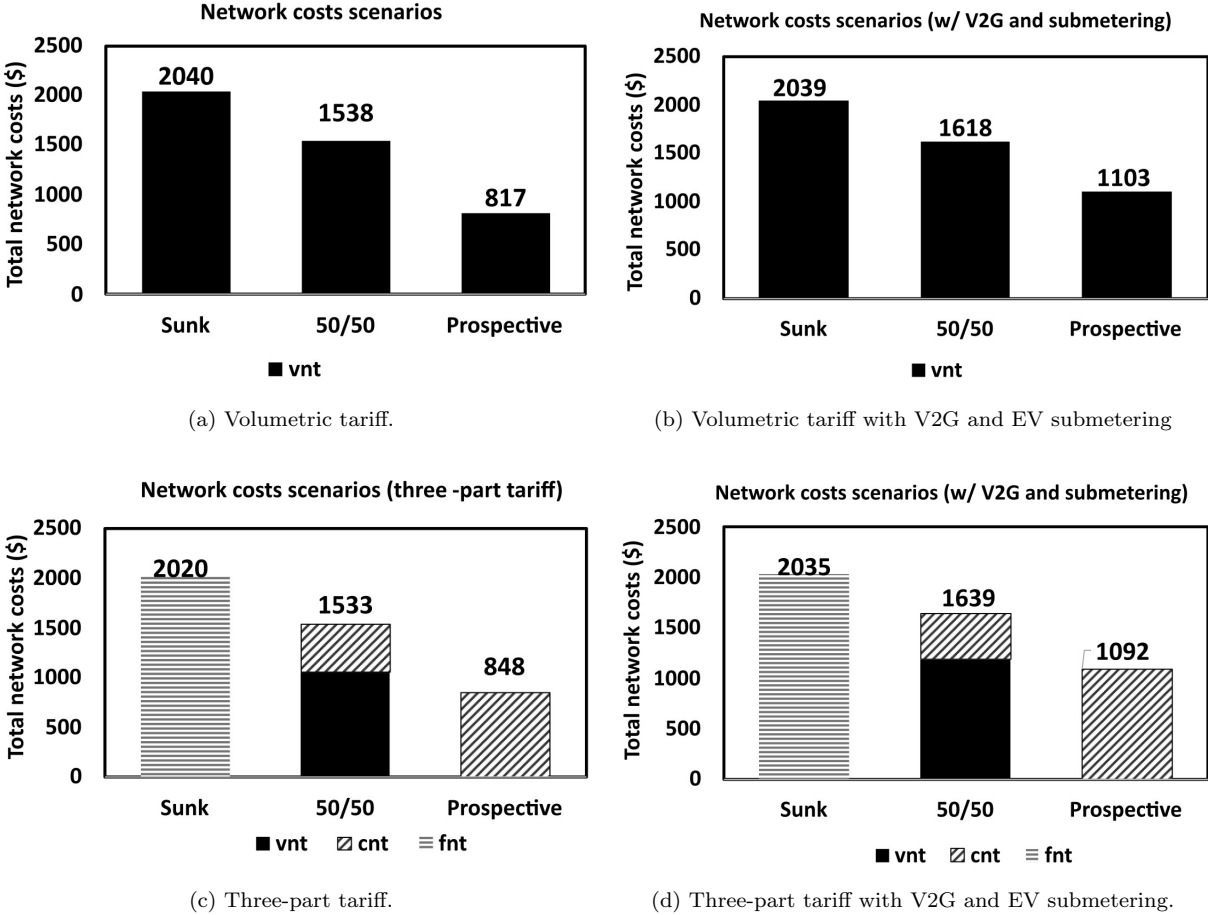 Network costs scenarios
Total network costs ($)
2500
2000
1500
1000
500
0
2040
1538
817
Sunk
50/50
Prospective
vnt
(a) Volumetric tariff.
Network costs scenarios (w/ V2G and submetering)
Total network costs ($)
2500
2000
1500
1000
500
0
2039
1618
1103
Sunk
50/50
Prospective
vnt
(b) Volumetric tariff with V2G and EV submetering
Network costs scenarios (three -part tariff)
Total network costs ($)
2500
2000
1500
1000
500
0
2020
1533
848
Sunk
50/50
Prospective
vnt cnt fnt
(c) Three-part tariff.
Network costs scenarios (w/ V2G and submetering)
Total network costs ($)
2500
2000
1500
1000
500
0
2035
1639
1092
Sunk
50/50
Prospective
vnt cnt fnt
(d) Three-part tariff with V2G and EV submetering.